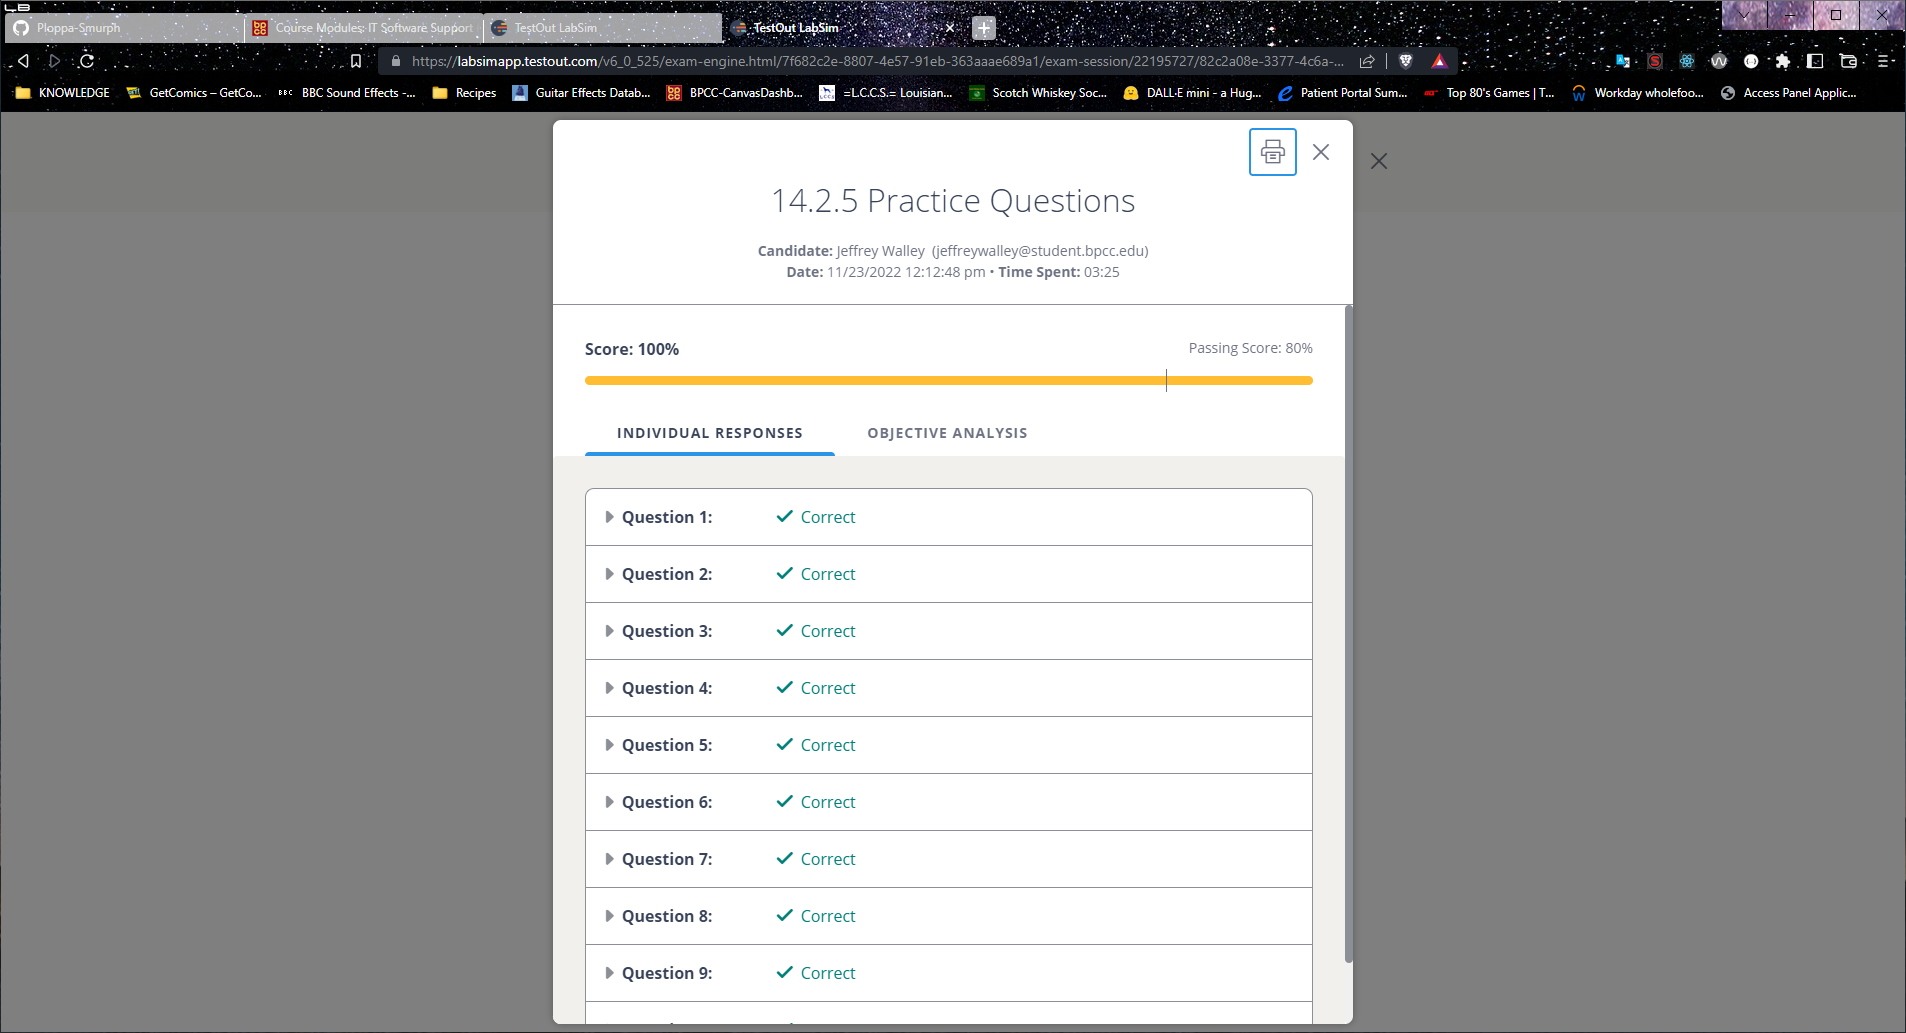 Ploppa-Smurph
Course Modules: IT Software Support
TestOut LabSim
TestOut LabSim
https://labsimapp.testout.com/v6_0_525/exam-engine.html/7f682c2e-8807-4e57-91eb-363aaae689a1/exam-session/22195727/82c2a08e-3377-4c6a-...
KNOWLEDGE
GetComics – GetCo...
BBC
BBC Sound Effects -...
Recipes
Guitar Effects Datab...
BPCC-CanvasDashb...
=L.C.C.S.= Louisian...
Scotch Whiskey Soc...
DALL·E mini - a Hug...
Patient Portal Sum...
Top 80's Games | T...
Workday wholefoo...
Access Panel Applic...
14.2.5 Practice Questions
Candidate: Jeffrey Walley (jeffreywalley@student.bpcc.edu)
Date: 11/23/2022 12:12:48 pm • Time Spent: 03:25
Score: 100%
Passing Score: 80%
INDIVIDUAL RESPONSES
OBJECTIVE ANALYSIS
Question 1: Correct
Question 2: Correct
Question 3: Correct
Question 4: Correct
Question 5: Correct
Question 6: Correct
Question 7: Correct
Question 8: Correct
Question 9: Correct